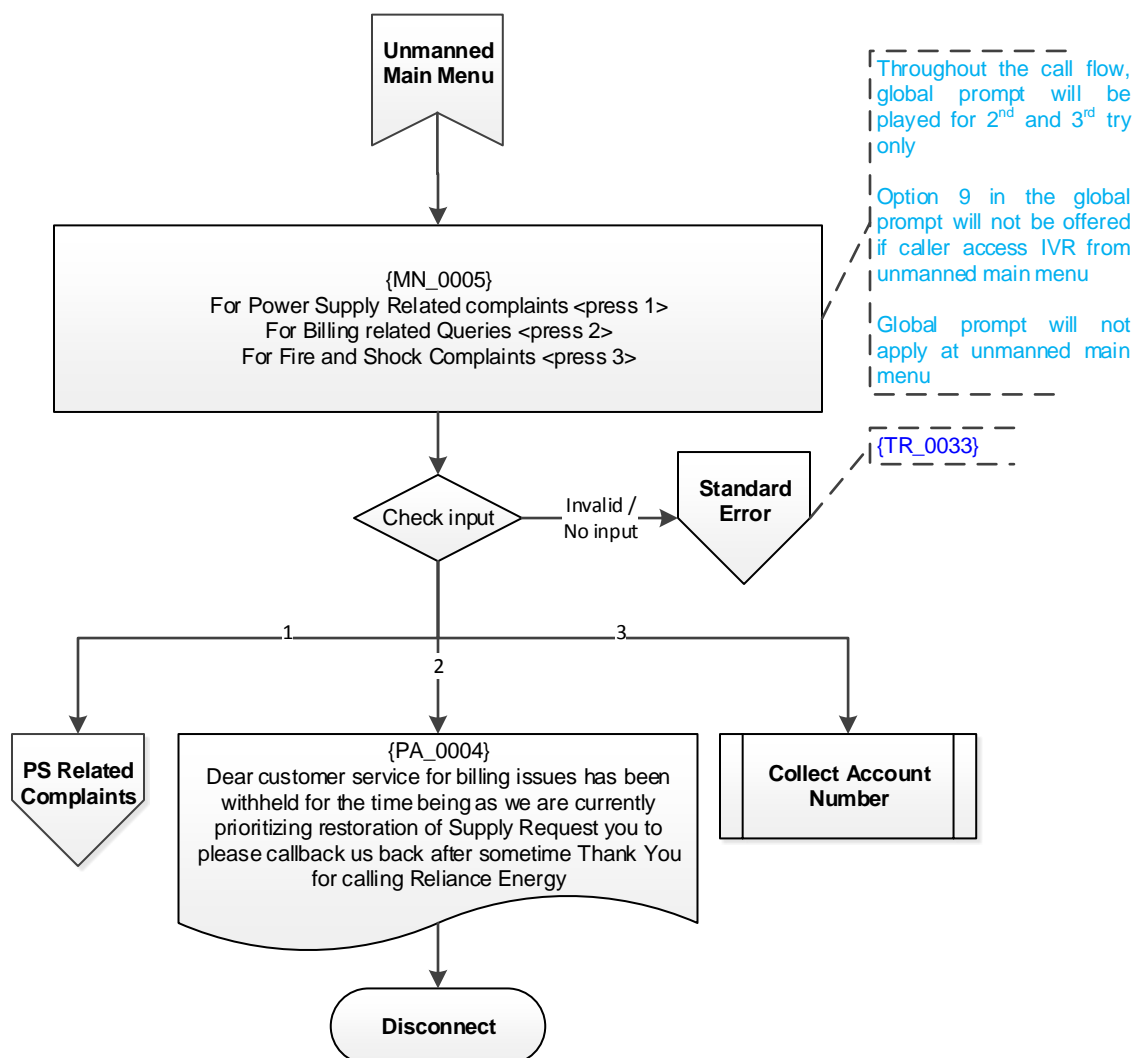 Unmanned
Main Menu
Throughout the call flow,
global prompt will be
played for 2nd and 3rd try
only
Option 9 in the global
prompt will not be offered
if caller access IVR from
unmanned main menu
Global prompt will not
apply at unmanned main
menu
{MN_0005}
For Power Supply Related complaints <press 1>
For Billing related Queries <press 2>
For Fire and Shock Complaints <press 3>
{TR_0033}
Check input
Invalid /
No input
Standard
Error
1
2
3
PS Related
Complaints
{PA_0004}
Dear customer service for billing issues has been
withheld for the time being as we are currently
prioritizing restoration of Supply Request you to
please callback us back after sometime Thank You
for calling Reliance Energy
Collect Account
Number
Disconnect